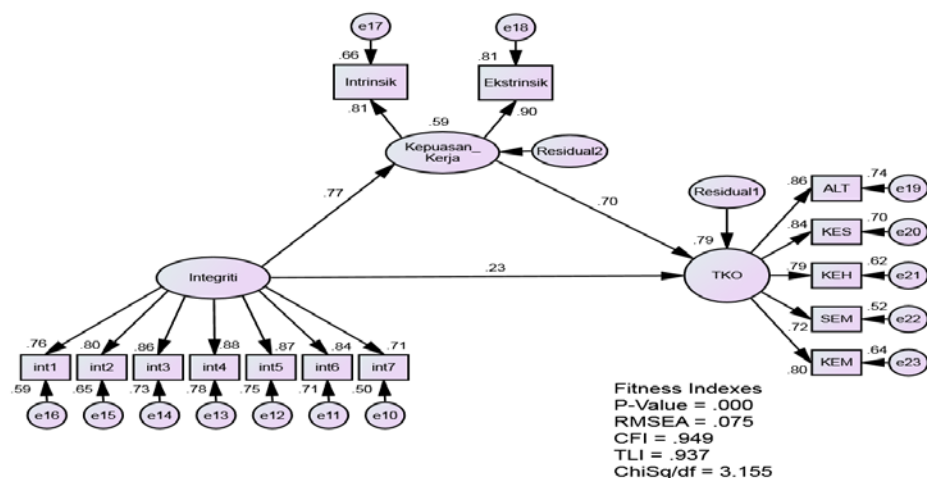 e17
e18
.66
.81
Intrinsik
Ekstrinsik
.81
.90
.59
Kepuasan_
Kerja
Residual2
.77
.70
Residual1
.86
ALT
.74
e19
.84
KES
.70
e20
.79
TKO
.79
KEH
.62
e21
Integriti
.23
SEM
.52
e22
.72
.76
.80
.86
.88
.87
.84
.71
int1
int2
int3
int4
int5
int6
int7
.80
KEM
.64
e23
.59
.65
.73
.78
.75
.71
.50
e16
e15
e14
e13
e12
e11
e10
Fitness Indexes
P-Value = .000
RMSEA = .075
CFI = .949
TLI = .937
ChiSq/df = 3.155